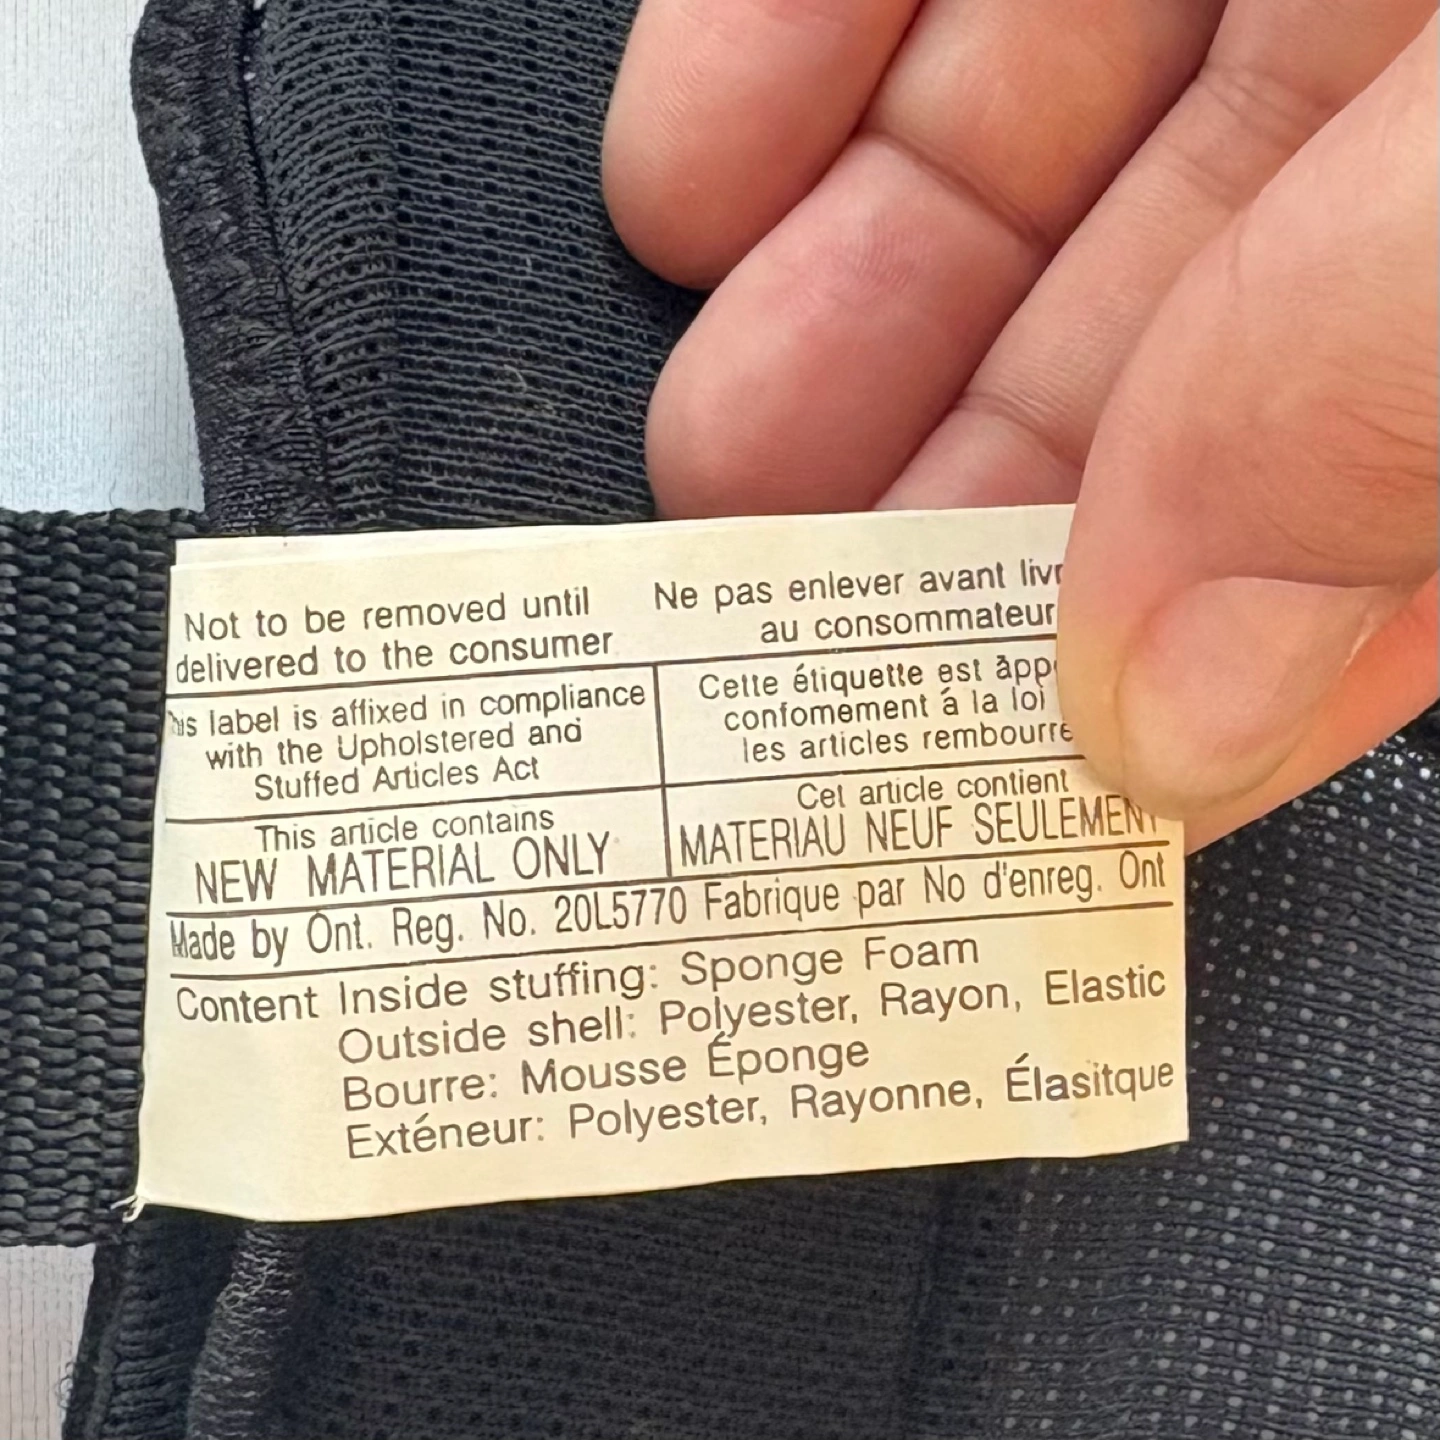 Not to be removed until
delivered to the consumer
Ne pas enlever avant
au consommateur
label is affixed in compliance
with the Upholstered and
Stuffed Articles Act
Cette étiquette est
confomement á la loi
les articles
This article contains
NEW MATERIAL ONLY
Cet article contient
MATERIAU NEUF SEULEMENT
Made by Ont. Reg. No. 20L5770 Fabrique par No d'enreg. Ont
Content Inside stuffing: Sponge Foam
Outside shell: Polyester, Rayon, Elastic
Bourre: Mousse Éponge
Exténeur: Polyester, Rayonne, Élasitque